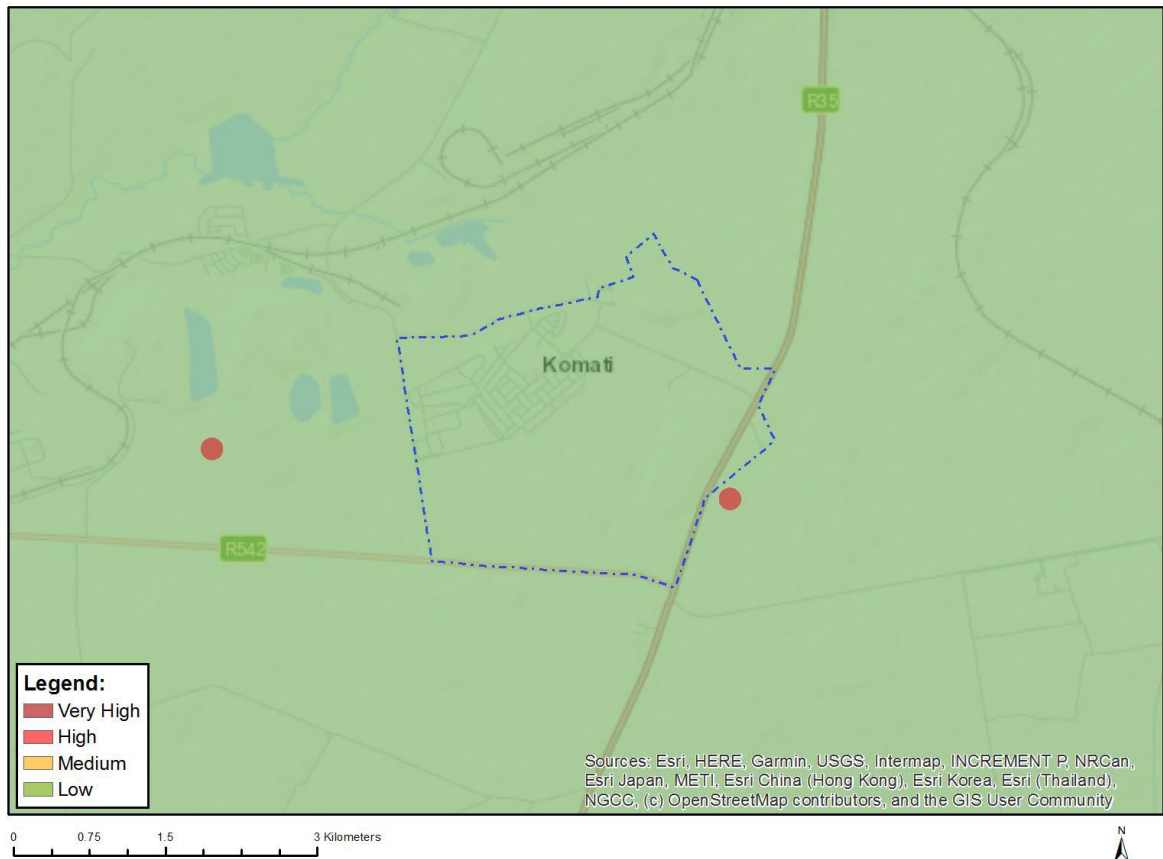 R35
Komati
R542
Legend:
Very High
High
Medium
Low
Sources: Esri, HERE, Garmin, USGS, Intermap, INCREMENT P, NRCan,
Esri Japan, METI, Esri China (Hong Kong), Esri Korea, Esri (Thailand),
NGCC, (c) OpenStreetMap contributors, and the GIS User Community
0 0.75 1.5 3 Kilometers
N